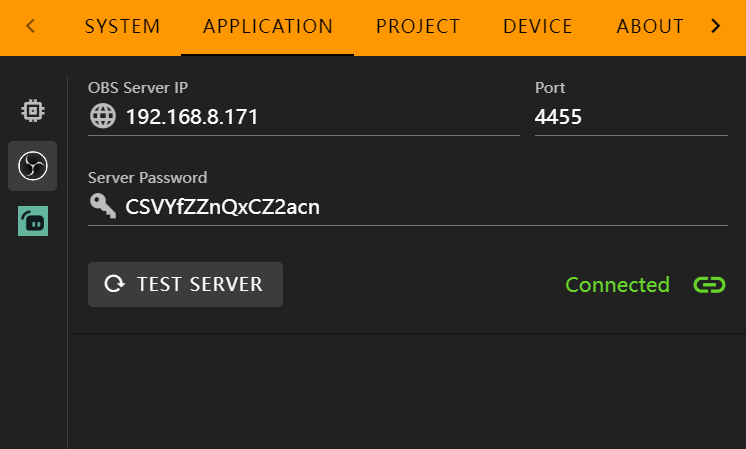 SYSTEM APPLICATION PROJECT DEVICE ABOUT
OBS Server IP Port
192.168.8.171 4455
Server Password
CSVYfZZnQxCZ2acn
TEST SERVER Connected